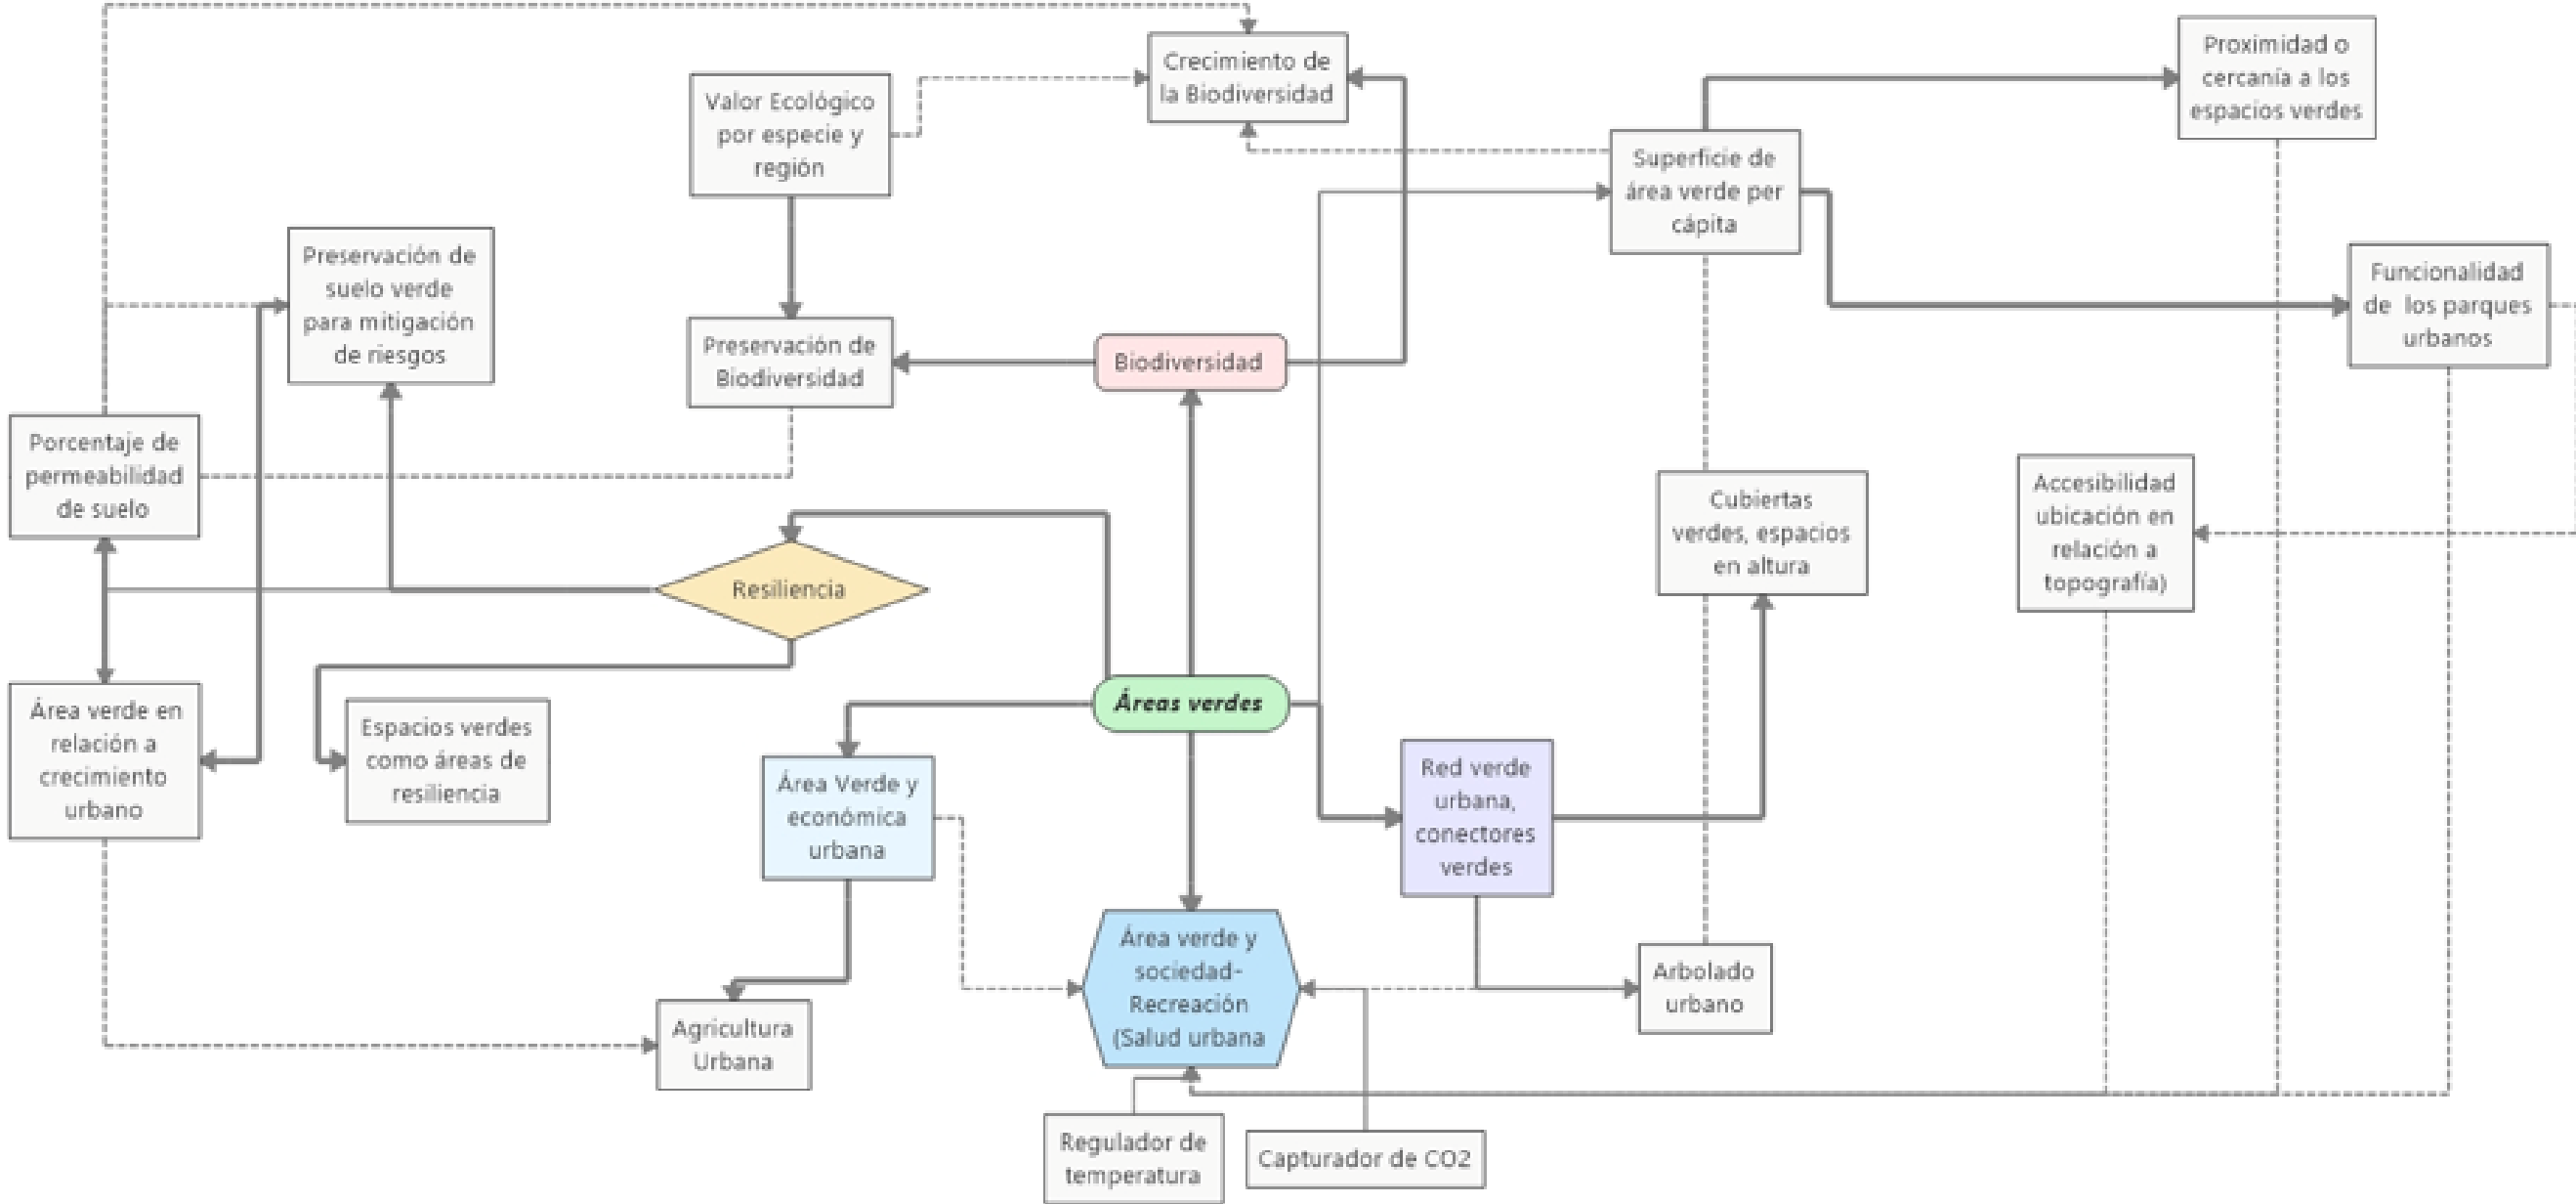 Crecimiento de
la Biodiversidad
Proximidad o
cercanía a los
espacios verdes
Valor Ecológico
por especie y
región
Superficie de
área verde per
cápita
Preservación de
suelo verde
para mitigación
de riesgos
Funcionalidad
de los parques
urbanos
Preservación de
Biodiversidad
Biodiversidad
Porcentaje de
permeabilidad
de suelo
Cubiertas
verdes, espacios
en altura
Accesibilidad
ubicación en
relación a
topografía)
Resiliencia
Área verde en
relación a
crecimiento
urbano
Espacios verdes
como áreas de
resiliencia
Áreas verdes
Área Verde y
económica
urbana
Red verde
urbana,
conectores
verdes
Área verde y
sociedad-
Recreación
(Salud urbana
Arbolado
urbano
Agricultura
Urbana
Regulador de
temperatura
Capturador de CO2